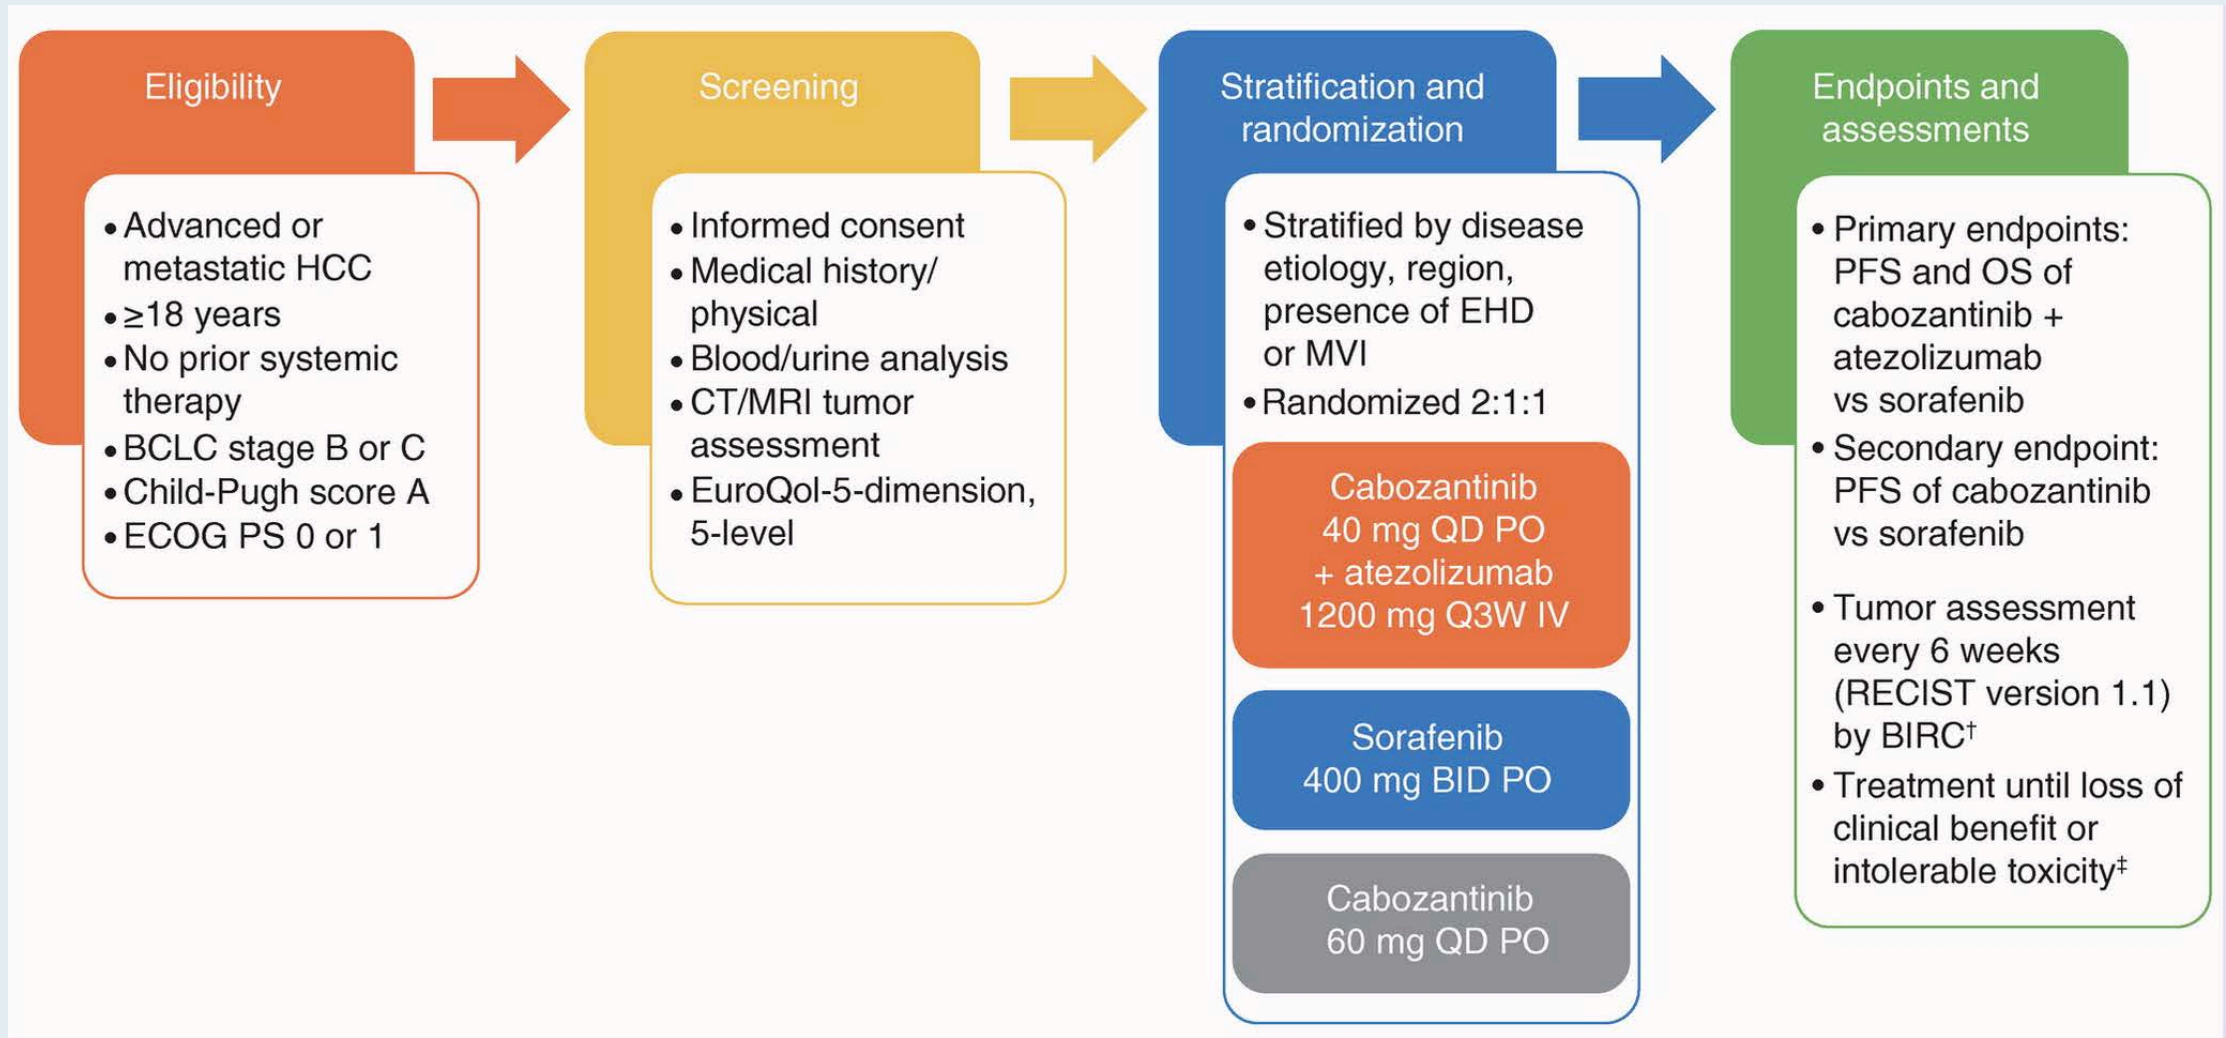 Eligibility
• Advanced or
metastatic HCC
• ≥18 years
• No prior systemic
therapy
• BCLC stage B or C
• Child-Pugh score A
• ECOG PS 0 or 1
Screening
• Informed consent
• Medical history/
physical
• Blood/urine analysis
• CT/MRI tumor
assessment
• EuroQol-5-dimension,
5-level
Stratification and
randomization
• Stratified by disease
etiology, region,
presence of EHD
or MVI
• Randomized 2:1:1
Cabozantinib
40 mg QD PO
+ atezolizumab
1200 mg Q3W IV
Sorafenib
400 mg BID PO
Cabozantinib
60 mg QD PO
Endpoints and
assessments
• Primary endpoints:
PFS and OS of
cabozantinib +
atezolizumab
vs sorafenib
• Secondary endpoint:
PFS of cabozantinib
vs sorafenib
• Tumor assessment
every 6 weeks
(RECIST version 1.1)
by BIRC†
• Treatment until loss of
clinical benefit or
intolerable toxicity‡